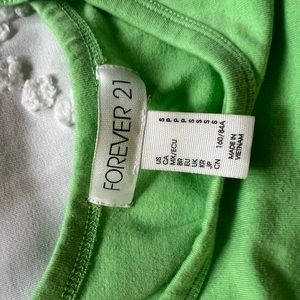 FOREVER 21
US S
CA P
MX/ECU P
BR P
EU S
UK S
KR S
JP S
CN 160/84A
MADE IN
VIETNAM